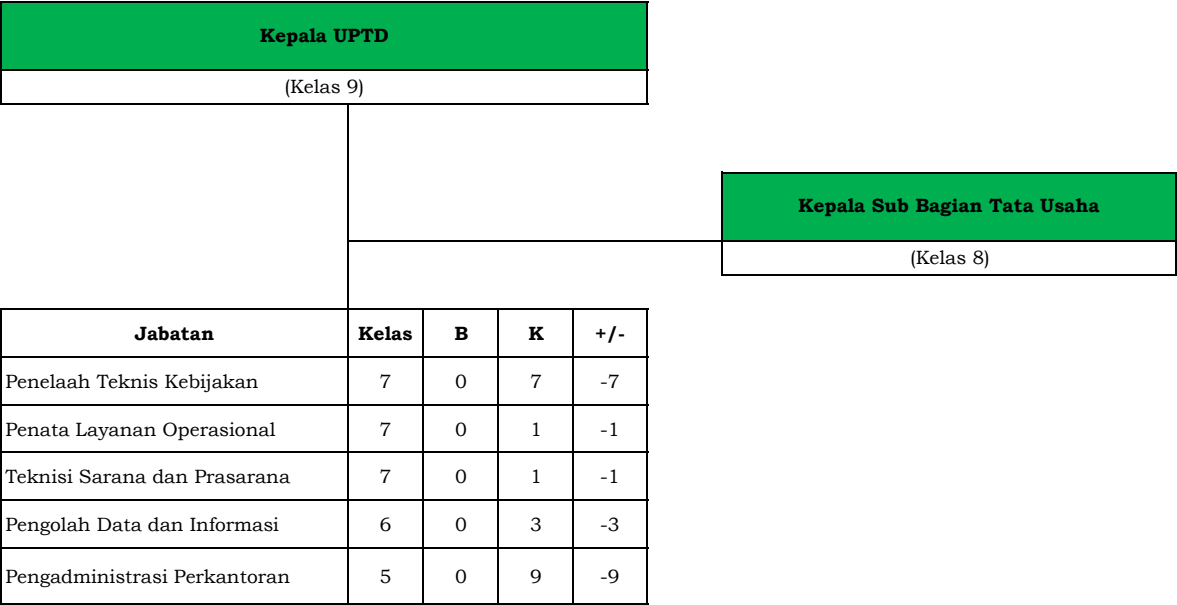 Kepala UPTD
(Kelas 9)
Kepala Sub Bagian Tata Usaha
(Kelas 8)
Jabatan Kelas B K +/-
Penelaah Teknis Kebijakan 7 0 7 -7
Penata Layanan Operasional 7 0 1 -1
Teknisi Sarana dan Prasarana 7 0 1 -1
Pengolah Data dan Informasi 6 0 3 -3
Pengadministrasi Perkantoran 5 0 9 -9